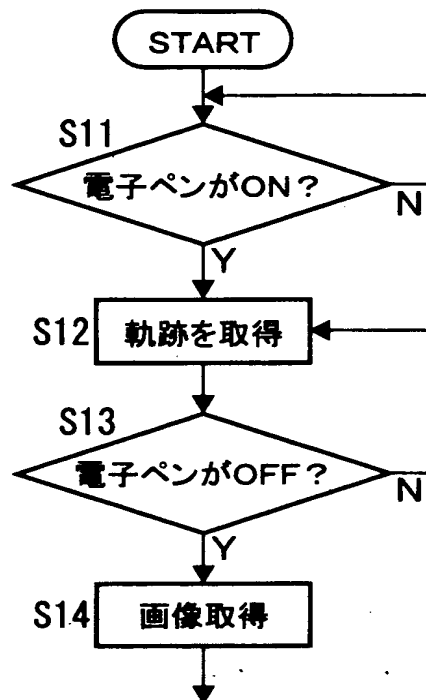 START
S11
電子ペンがON?
N
Y
S12
軌跡を取得
S13
電子ペンがOFF?
N
Y
S14
画像取得